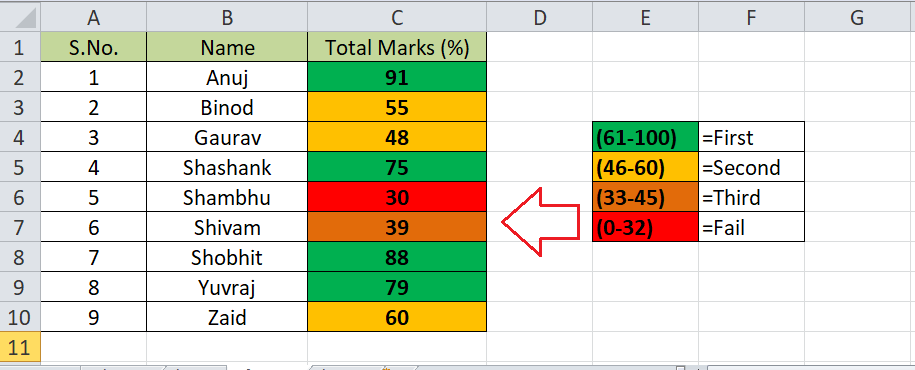 A B C D E F G
1 S.No. Name Total Marks (%)
2 1 Anuj 91
3 2 Binod 55
4 3 Gaurav 48 (61-100) =First
5 4 Shashank 75 (46-60) =Second
6 5 Shambhu 30 (33-45) =Third
7 6 Shivam 39 (0-32) =Fail
8 7 Shobhit 88
9 8 Yuvraj 79
10 9 Zaid 60
11